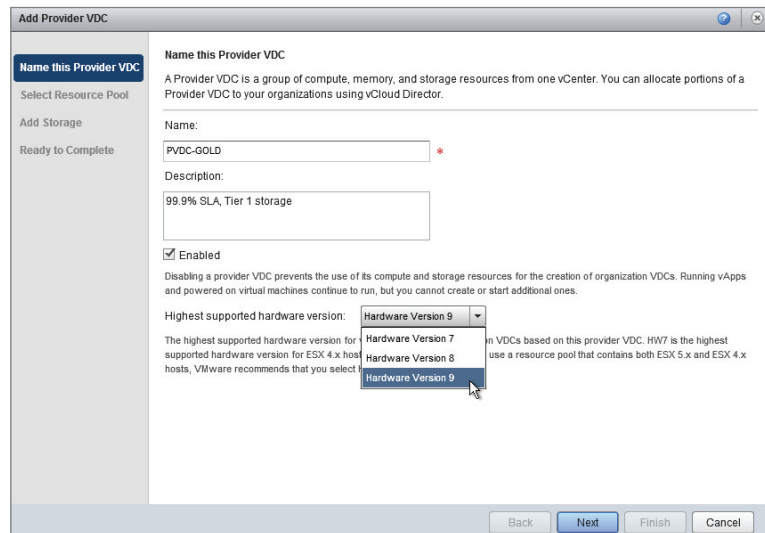 Add Provider VDC
Name this Provider VDC
Select Resource Pool
Add Storage
Ready to Complete
Name this Provider VDC
A Provider VDC is a group of compute, memory, and storage resources from one vCenter. You can allocate portions of a
Provider VDC to your organizations using vCloud Director.
Name:
PVDC-GOLD
*
Description:
99.9% SLA, Tier 1 storage
Enabled
Disabling a provider VDC prevents the use of its compute and storage resources for the creation of organization VDCs. Running vApps
and powered on virtual machines continue to run, but you cannot create or start additional ones.
Highest supported hardware version: Hardware Version 9
The highest supported hardware version for VDCs based on this provider VDC. HW7 is the highest
supported hardware version for ESX 4.x use a resource pool that contains both ESX 5.x and ESX 4.x
hosts, VMware recommends that you select
Hardware Version 7
Hardware Version 8
Hardware Version 9
Back
Next
Finish
Cancel